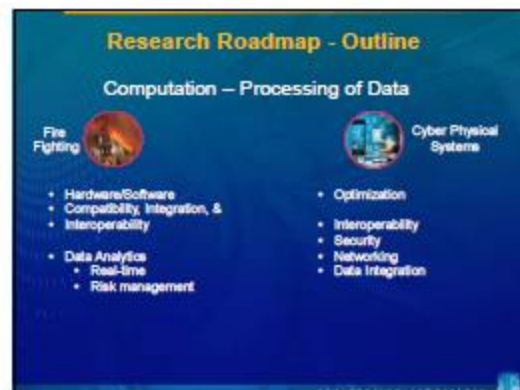 Research Roadmap - Outline
Computation – Processing of Data
Fire
Fighting
Cyber Physical
Systems
• Hardware/Software
• Compatibility, Integration, &
• Interoperability
• Data Analytics
• Real-time
• Risk management
• Optimization
• Interoperability
• Security
• Networking
• Data Integration